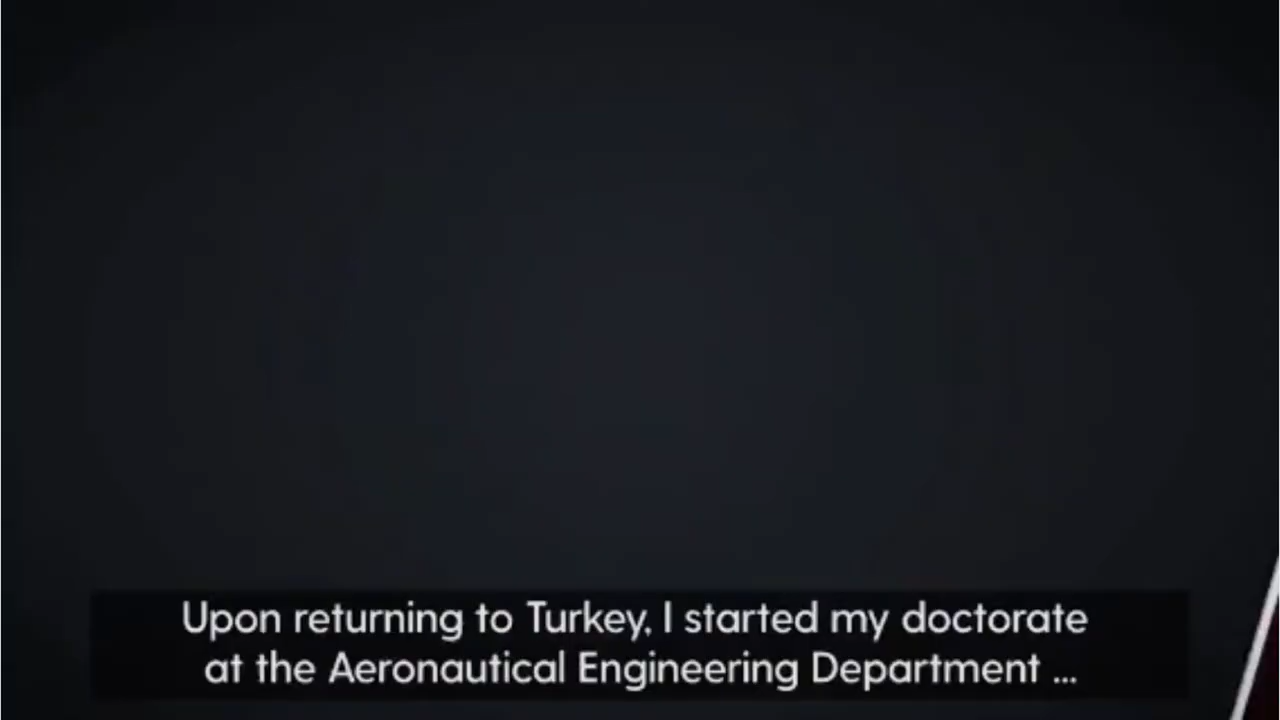 Upon returning to Turkey, I started my doctorate
at the Aeronautical Engineering Department ...